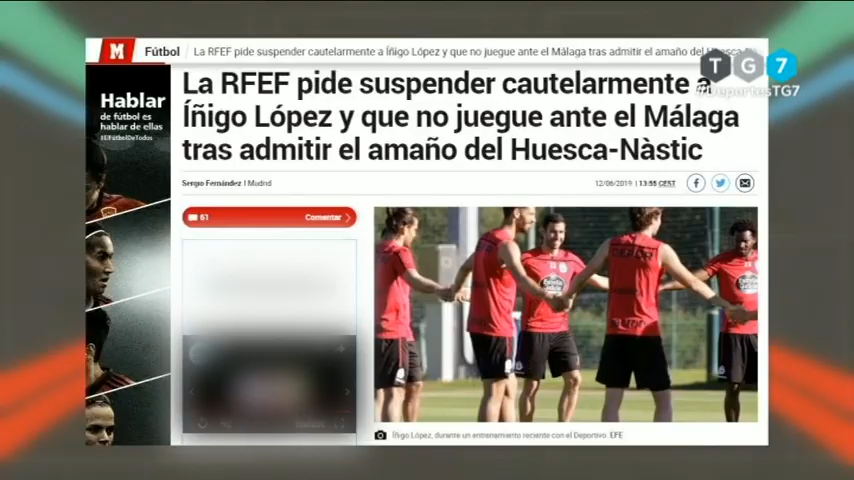 M Fútbol La RFEF pide suspender cautelarmente a Íñigo López y que no juegue ante el Málaga tras admitir el amaño del
TG7
#DeportesTG7
Hablar
de fútbol es
hablar de ellas
#ElFútbolDeTodos
La RFEF pide suspender cautelarmente a
Íñigo López y que no juegue ante el Málaga
tras admitir el amaño del Huesca-Nàstic
Sergio Fernández | Madrid
12/06/2019 | 13:55 CEST
61 Comentar
Íñigo López, durante un entrenamiento reciente con el Deportivo. EFE